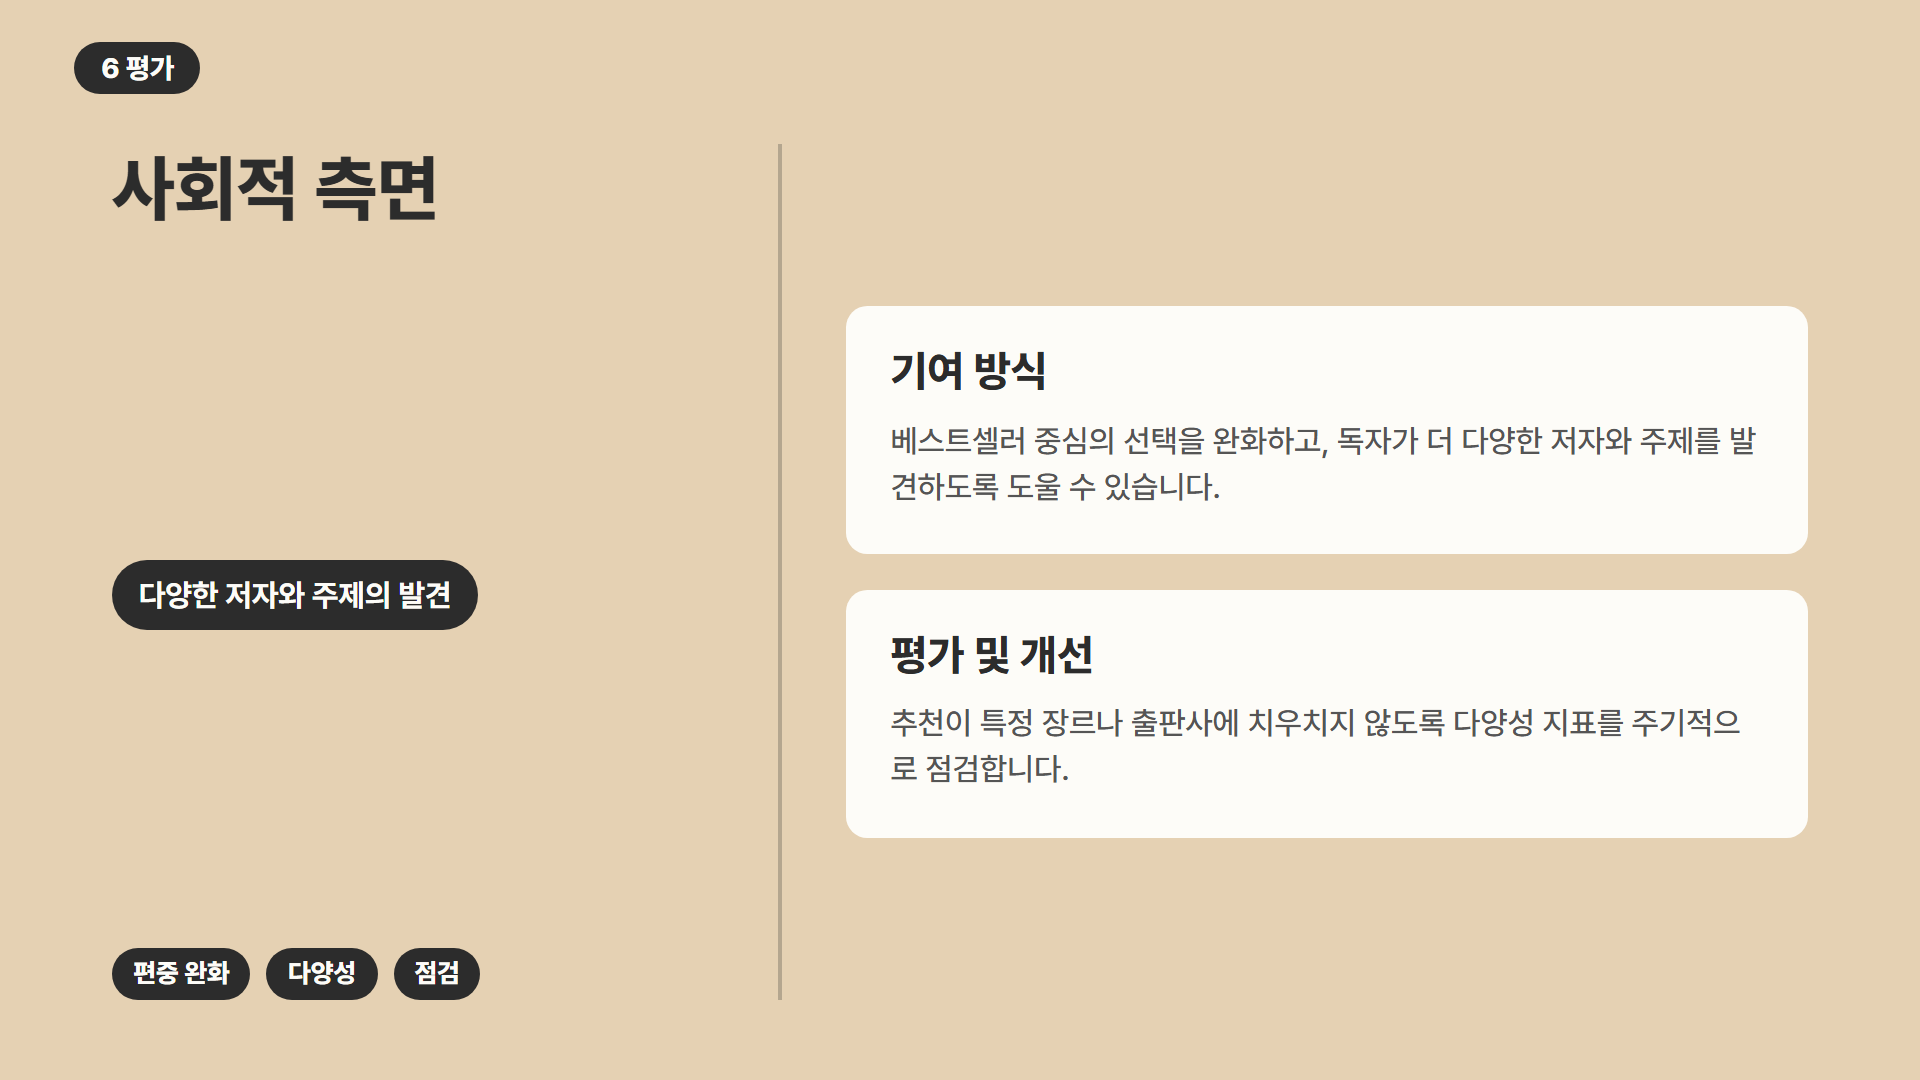 6 평가
사회적 측면
다양한 저자와 주제의 발견
편중 완화
다양성
점검
기여 방식
베스트셀러 중심의 선택을 완화하고, 독자가 더 다양한 저자와 주제를 발
견하도록 도울 수 있습니다.
평가 및 개선
추천이 특정 장르나 출판사에 치우치지 않도록 다양성 지표를 주기적으
로 점검합니다.